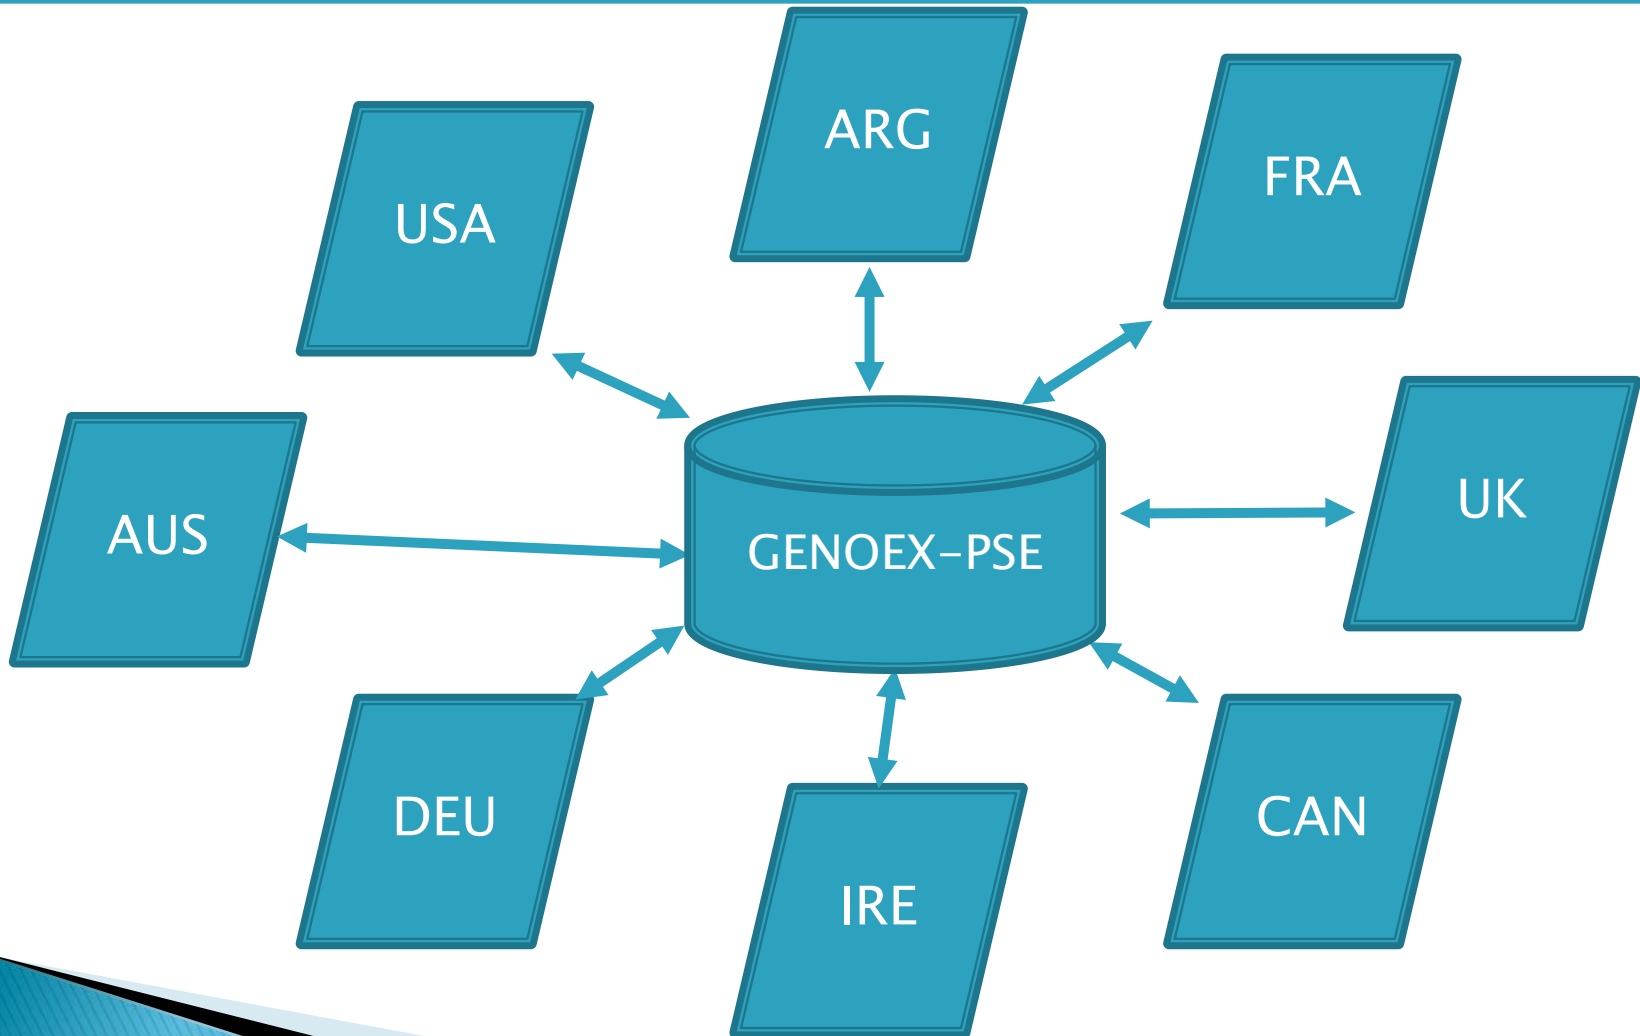 ARG
FRA
USA
UK
AUS
GENOEX-PSE
DEU
CAN
IRE